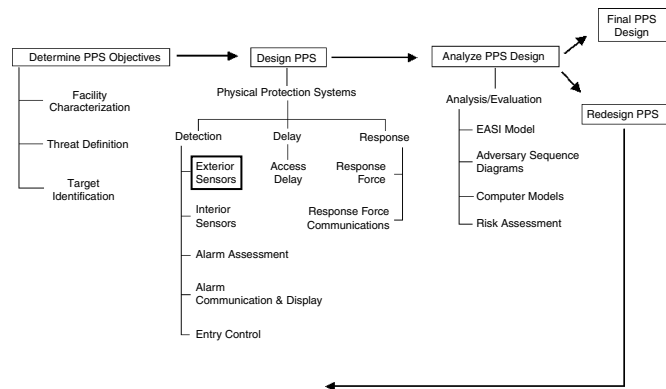 Final PPS
Design
Determine PPS Objectives
Design PPS
Analyze PPS Design
Redesign PPS
Facility
Characterization
Threat Definition
Target
Identification
Physical Protection Systems
Detection
Delay
Response
Exterior
Sensors
Interior
Sensors
Alarm Assessment
Alarm
Communication & Display
Entry Control
Access
Delay
Response
Force
Response Force
Communications
Analysis/Evaluation
EASI Model
Adversary Sequence
Diagrams
Computer Models
Risk Assessment